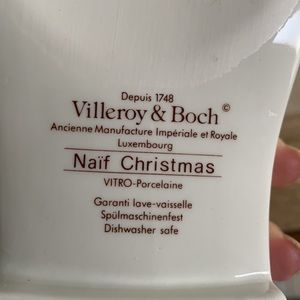 Depuis 1748
Villeroy & Boch ©
Ancienne Manufacture Impériale et Royale
Luxembourg
Naïf Christmas
VITRO-Porcelaine
Garanti lave-vaisselle
Spülmaschinenfest
Dishwasher safe